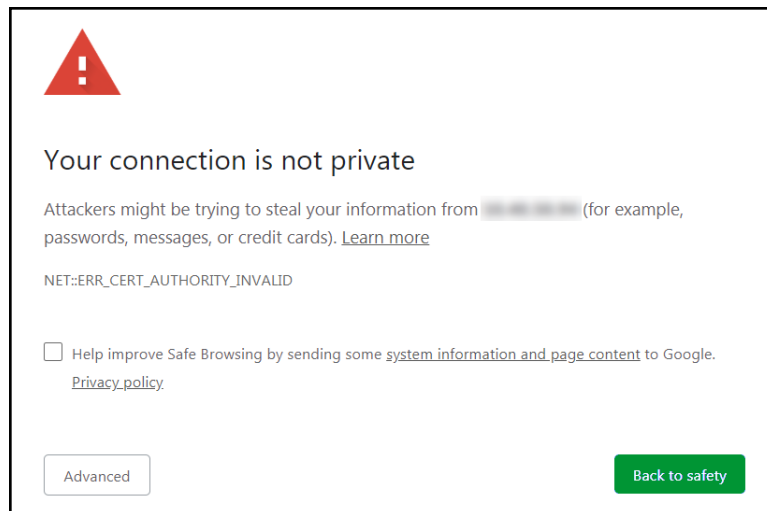 Your connection is not private
Attackers might be trying to steal your information from (for example,
passwords, messages, or credit cards). Learn more
NET::ERR_CERT_AUTHORITY_INVALID
Help improve Safe Browsing by sending some system information and page content to Google.
Privacy policy
Advanced
Back to safety